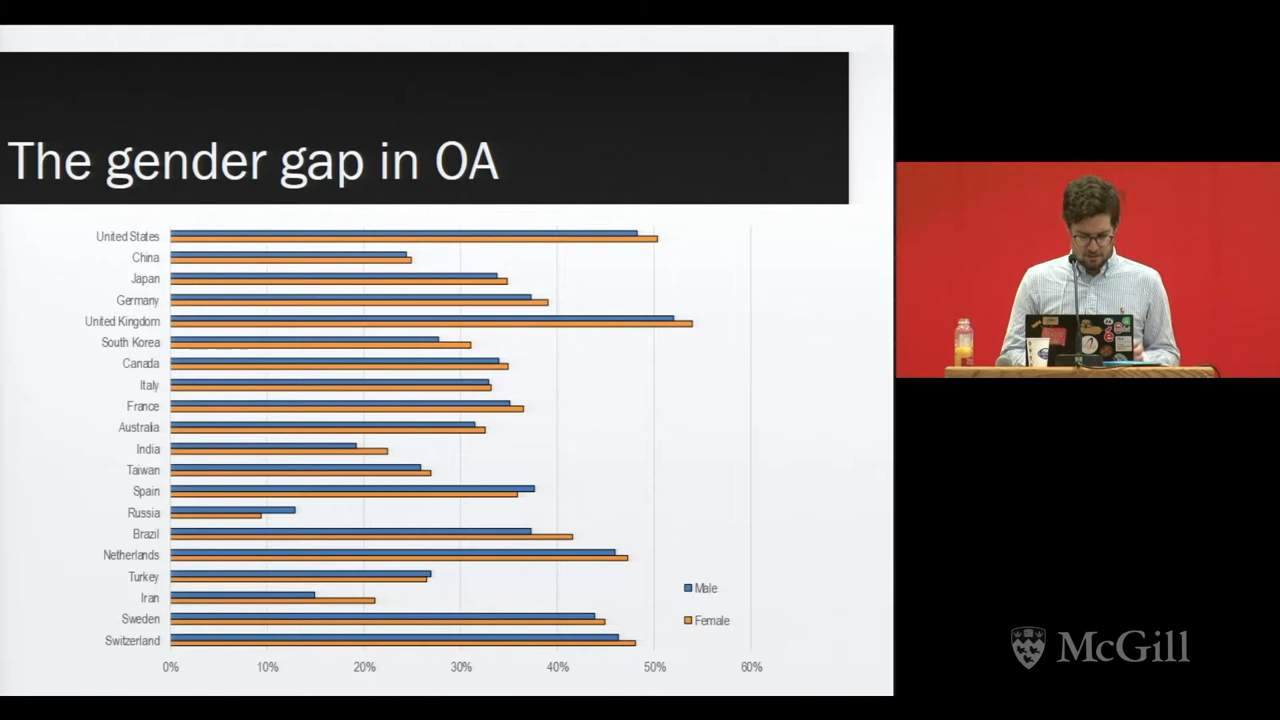 The gender gap in OA
United States
China
Japan
Germany
United Kingdom
South Korea
Canada
Italy
France
Australia
India
Taiwan
Spain
Russia
Brazil
Netherlands
Turkey
Iran
Sweden
Switzerland
Male
Female
0% 10% 20% 30% 40% 50% 60%
McGill